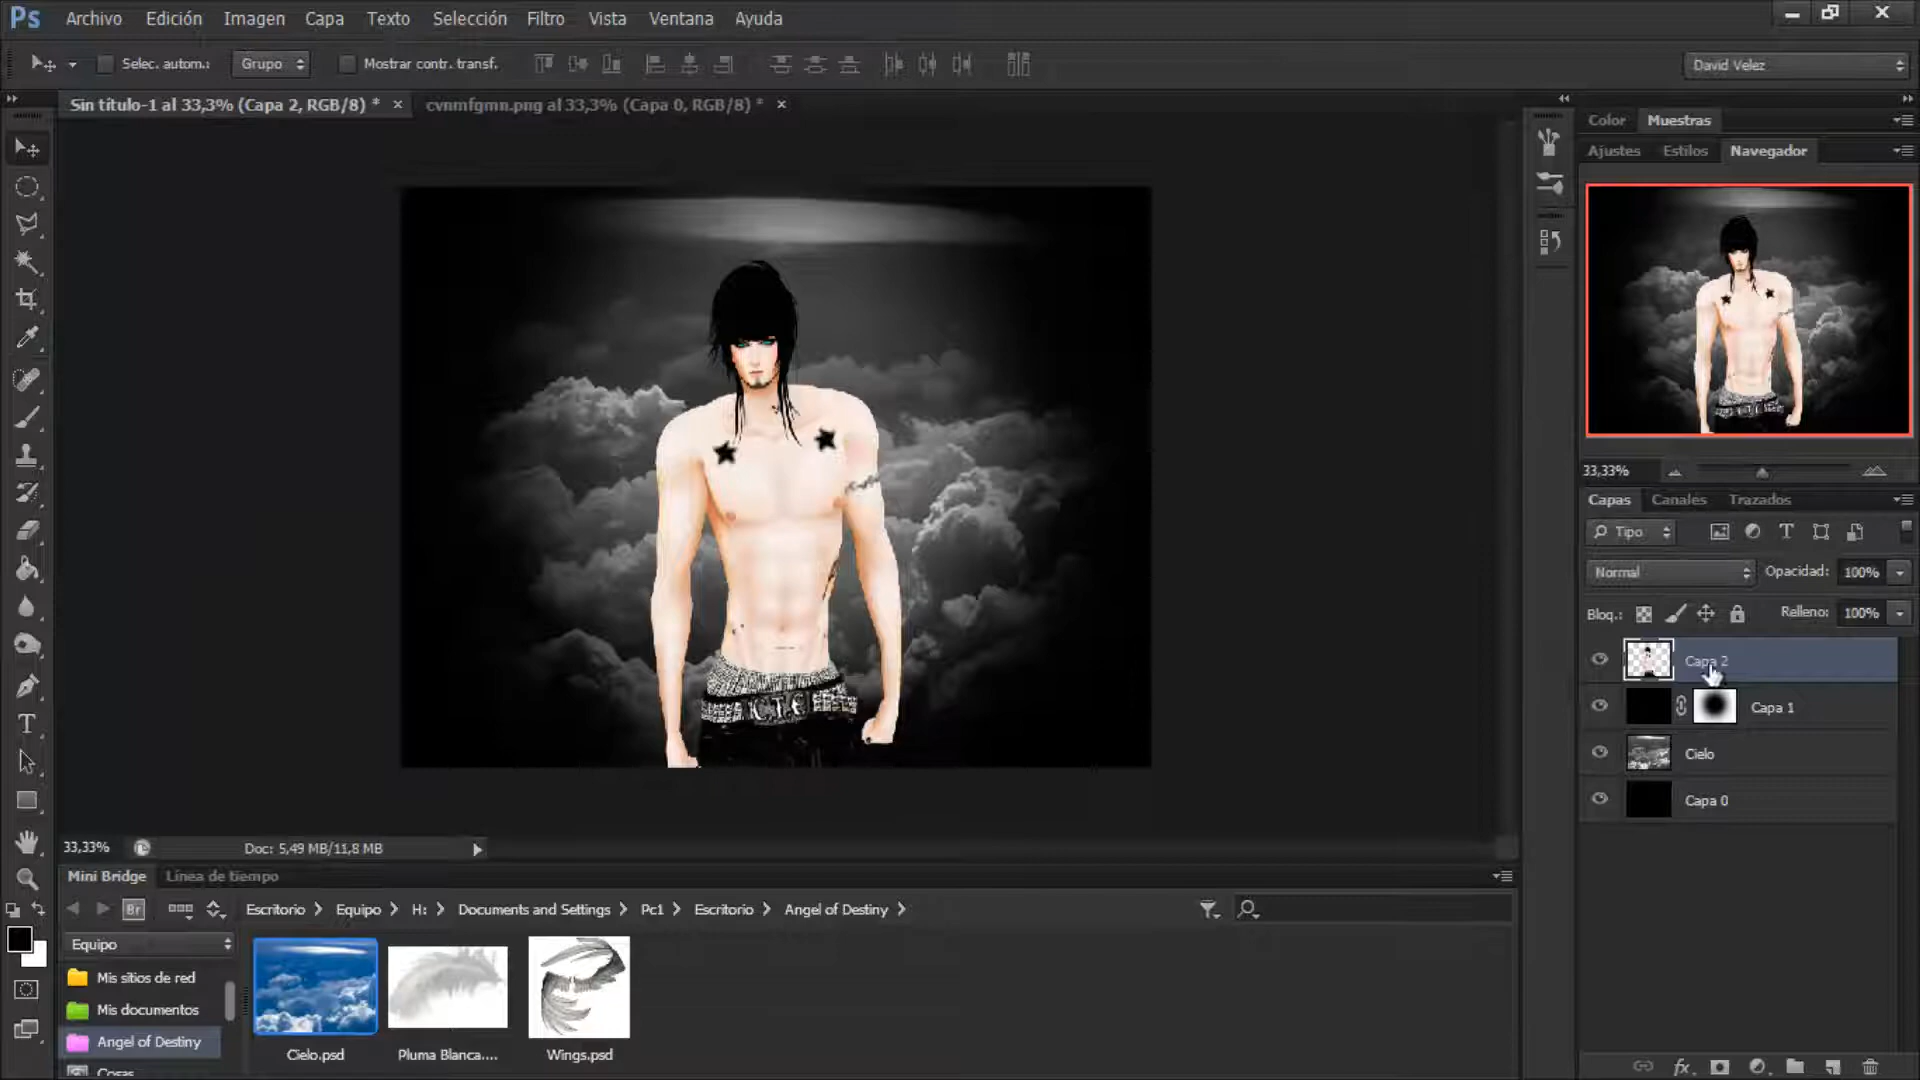 Ps Archivo Edición Imagen Capa Texto Selección Filtro Vista Ventana Ayuda
Selec. autom.: Grupo Mostrar contr. transf. David Velez
Sin título-1 al 33,3% (Capa 2, RGB/8) * × cvnmfgmn.png al 33,3% (Capa 0, RGB/8) * ×
Color Muestras
Ajustes Estilos Navegador
33,33%
Capas Canales Trazados
Tipo
Normal Opacidad: 100%
Bloq.: Relleno: 100%
Capa 2
Capa 1
Cielo
Capa 0
CTE
33,33% Doc: 5,49 MB/11,8 MB
Mini Bridge Línea de tiempo
Br Escritorio Equipo H: Documents and Settings Pc1 Escritorio Angel of Destiny
Equipo
Mis sitios de red
Mis documentos
Angel of Destiny
Cosas
Cielo.psd Pluma Blanca.... Wings.psd
fx